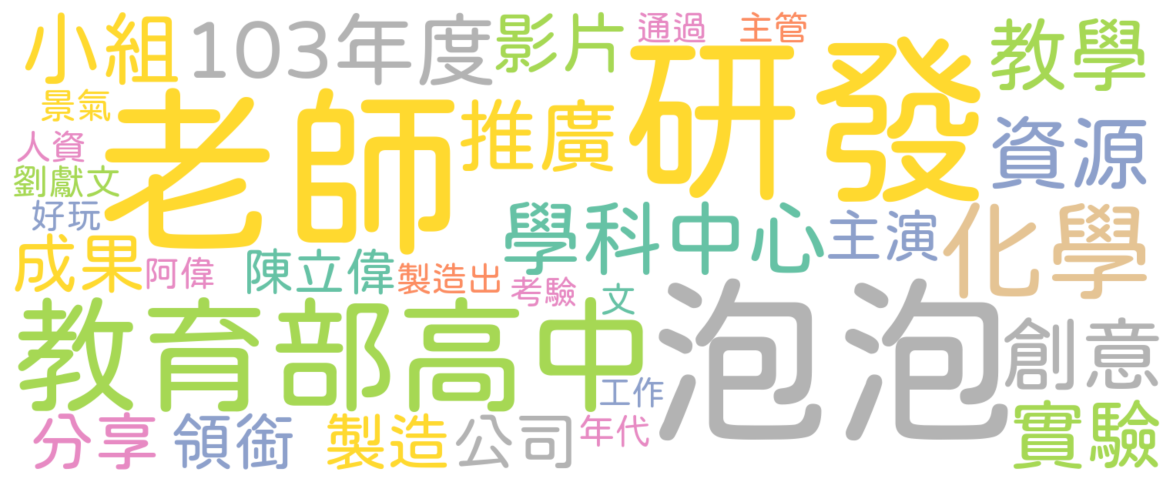 小組
103年度
影片
通過
主管
教學
景氣
老師
推廣
研發
資源
人資
劉獻文
好玩
學科中心
主演
化學
成果
阿偉
陳立偉
製造出
考驗
文
教育部高中
泡泡
創意
工作
分享
領銜
製造
公司
年代
實驗